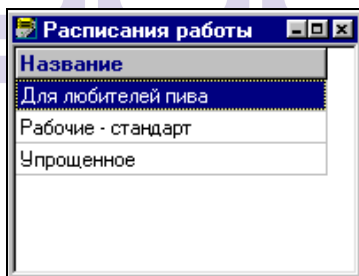 Расписания работы
Название
Для любителей пива
Рабочие - стандарт
Упрощенное